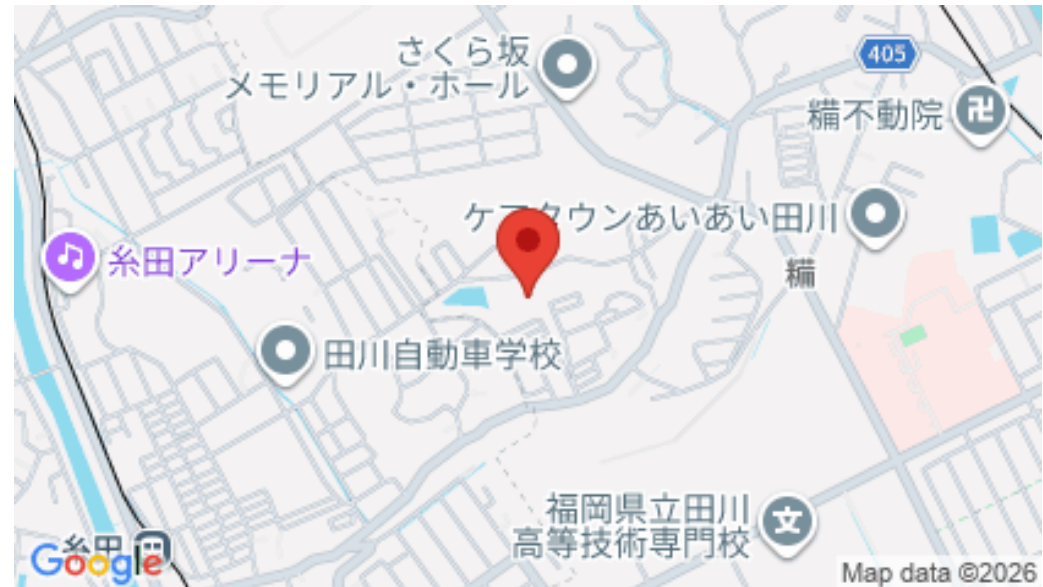 さくら坂
メモリアル・ホール
405
糒不動院
卍
ケアタウンあいあい田川
糒
糸田アリーナ
田川自動車学校
福岡県立田川
高等技術専門校
文
糸田
Google
Map data ©2026